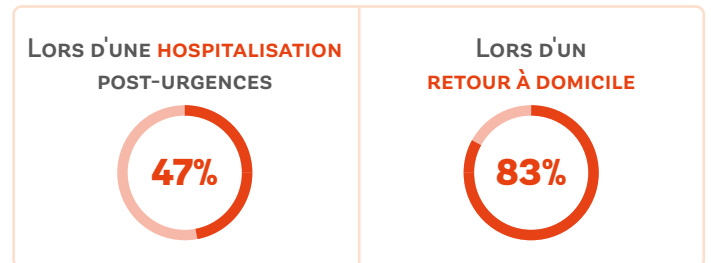 Lors d'une hospitalisation
post-urgences
47%
Lors d'un
retour à domicile
83%